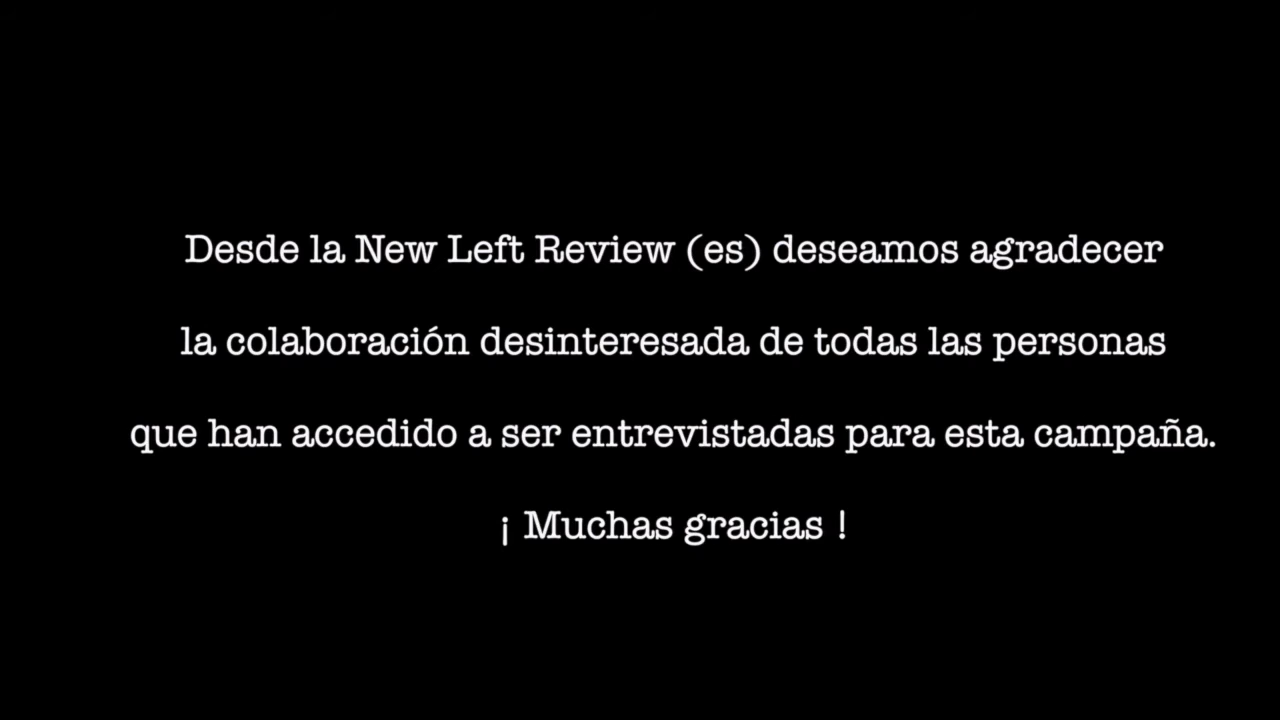 Desde la New Left Review (es) deseamos agradecer
la colaboración desinteresada de todas las personas
que han accedido a ser entrevistadas para esta campaña.
¡ Muchas gracias !